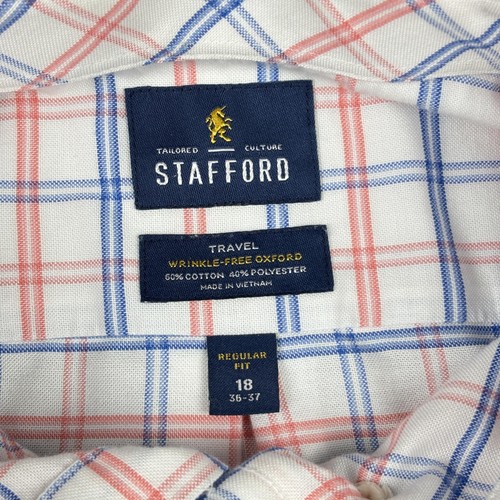 TAILORED CULTURE
STAFFORD
TRAVEL
WRINKLE-FREE OXFORD
60% COTTON 40% POLYESTER
MADE IN VIETNAM
REGULAR
FIT
18
36-37